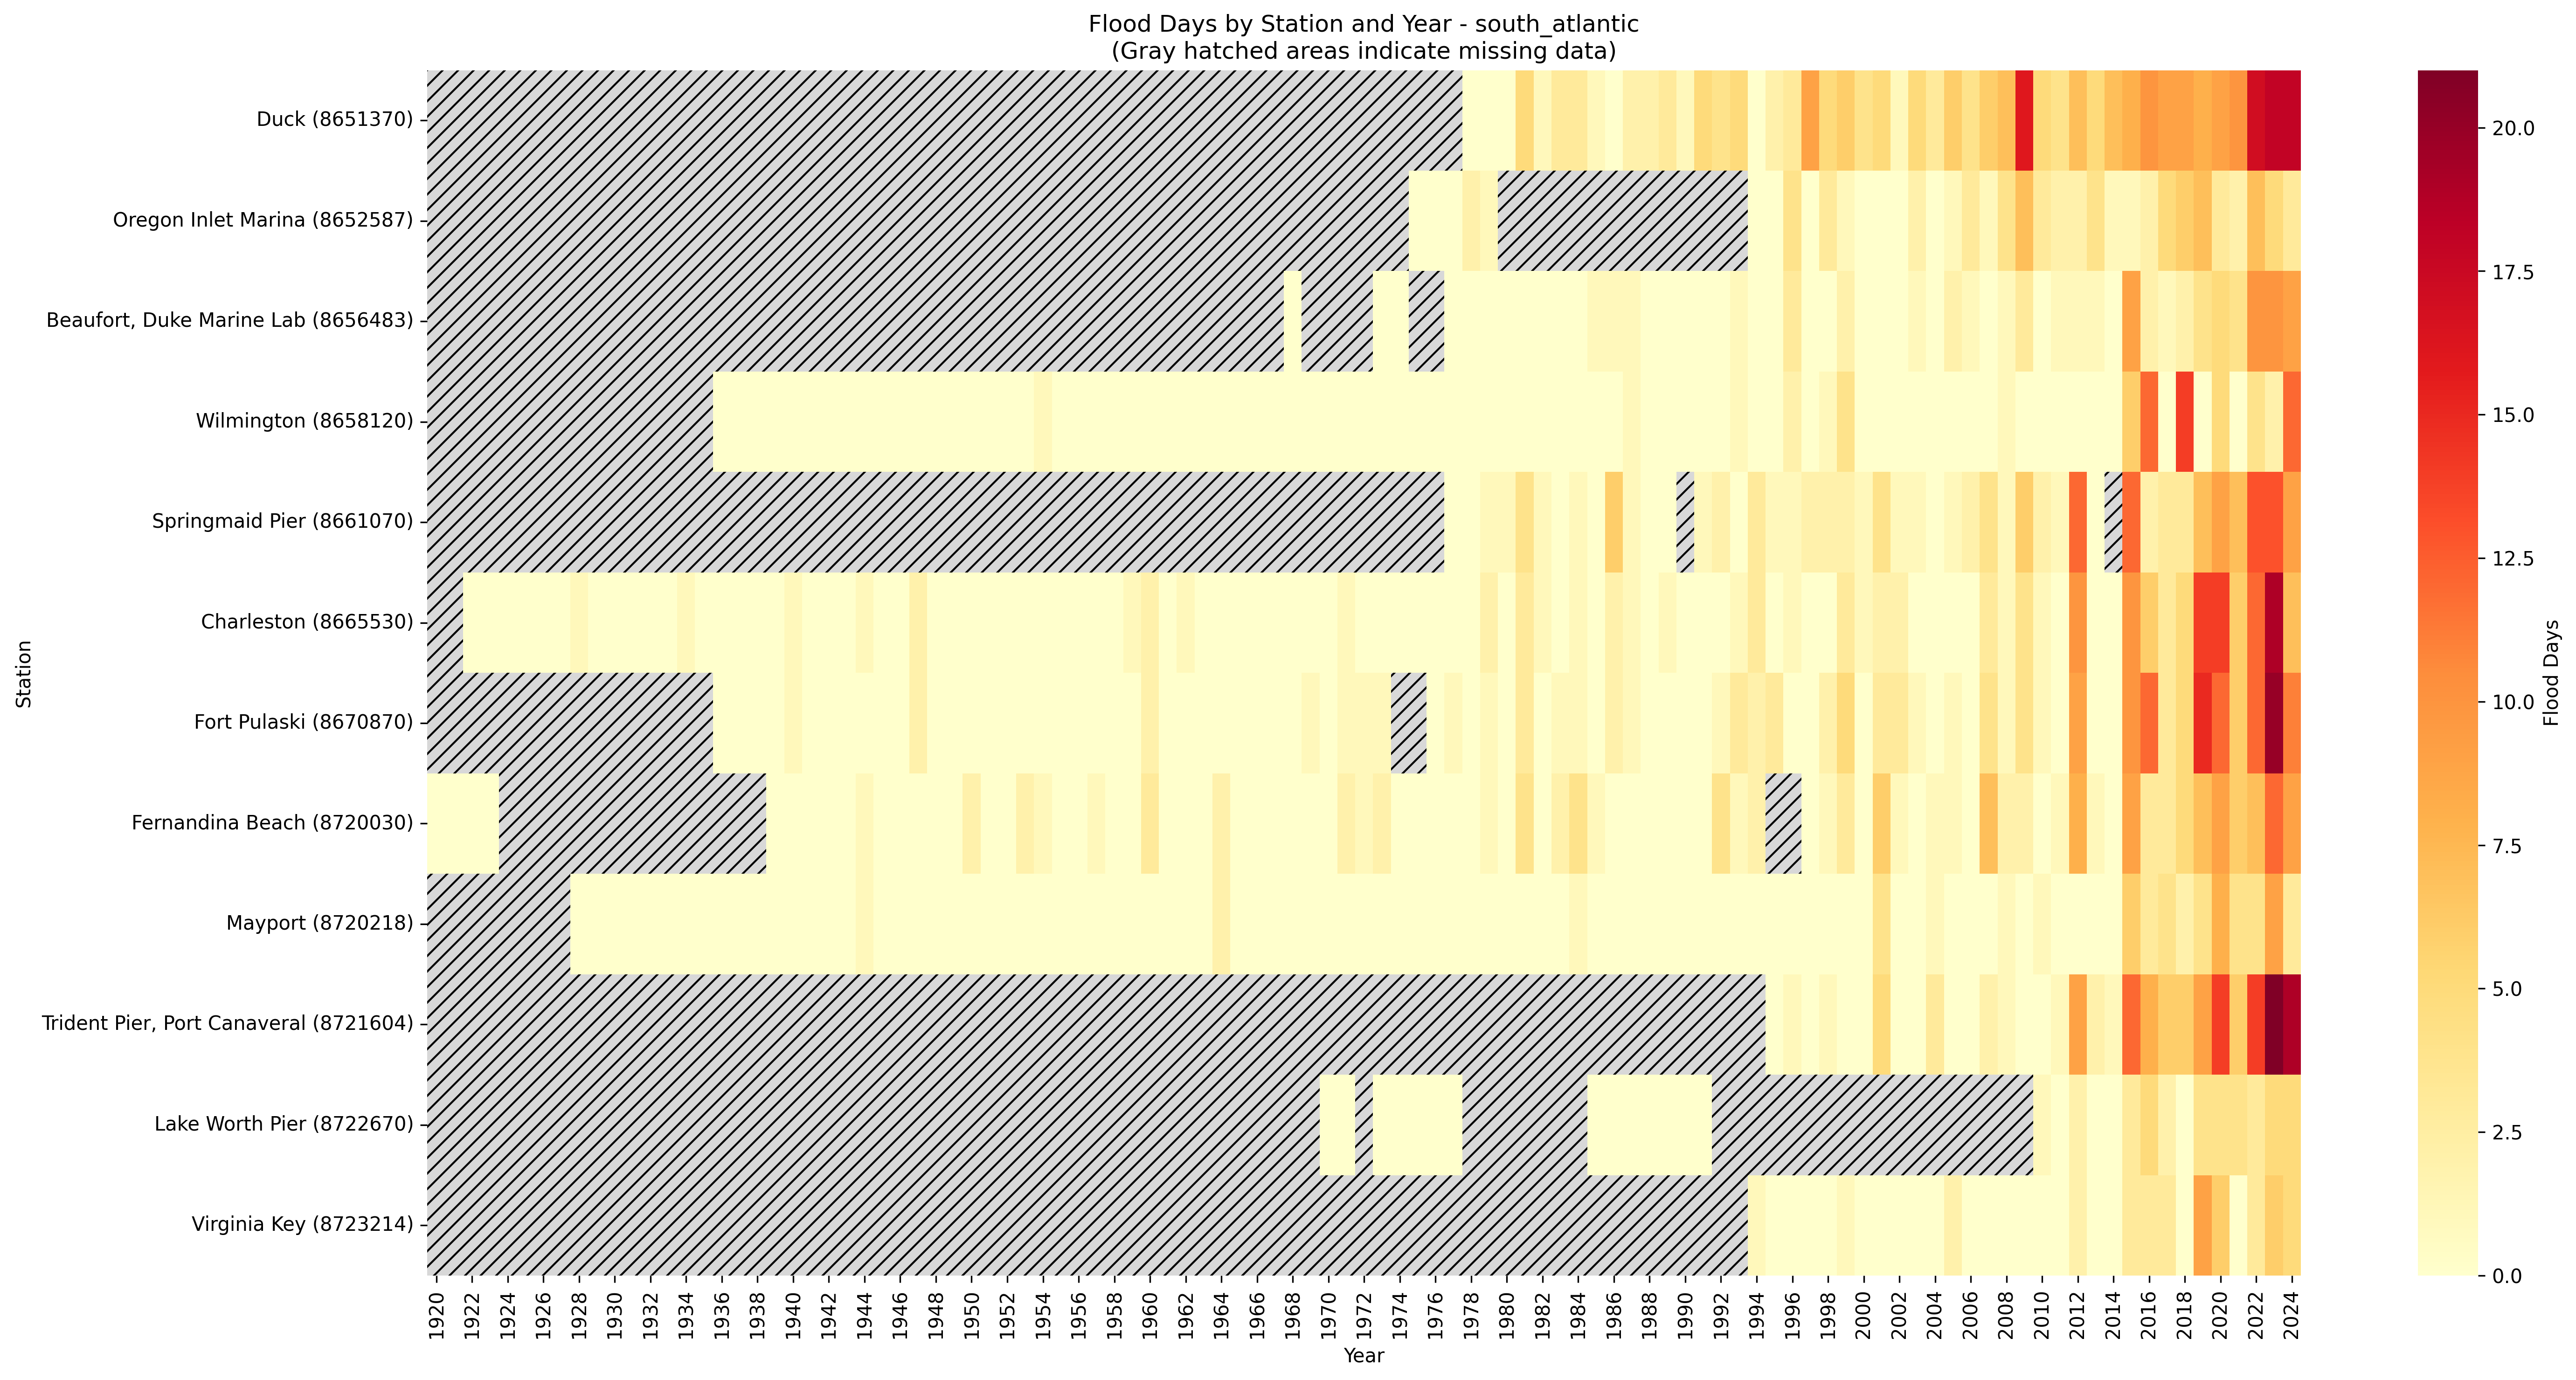 Flood Days by Station and Year - south_atlantic
(Gray hatched areas indicate missing data)
Station
Duck (8651370)
Oregon Inlet Marina (8652587)
Beaufort, Duke Marine Lab (8656483)
Wilmington (8658120)
Springmaid Pier (8661070)
Charleston (8665530)
Fort Pulaski (8670870)
Fernandina Beach (8720030)
Mayport (8720218)
Trident Pier, Port Canaveral (8721604)
Lake Worth Pier (8722670)
Virginia Key (8723214)
1920 1922 1924 1926 1928 1930 1932 1934 1936 1938 1940 1942 1944 1946 1948 1950 1952 1954 1956 1958 1960 1962 1964 1966 1968 1970 1972 1974 1976 1978 1980 1982 1984 1986 1988 1990 1992 1994 1996 1998 2000 2002 2004 2006 2008 2010 2012 2014 2016 2018 2020 2022 2024
Year
20.0
17.5
15.0
12.5
10.0
7.5
5.0
2.5
0.0
Flood Days